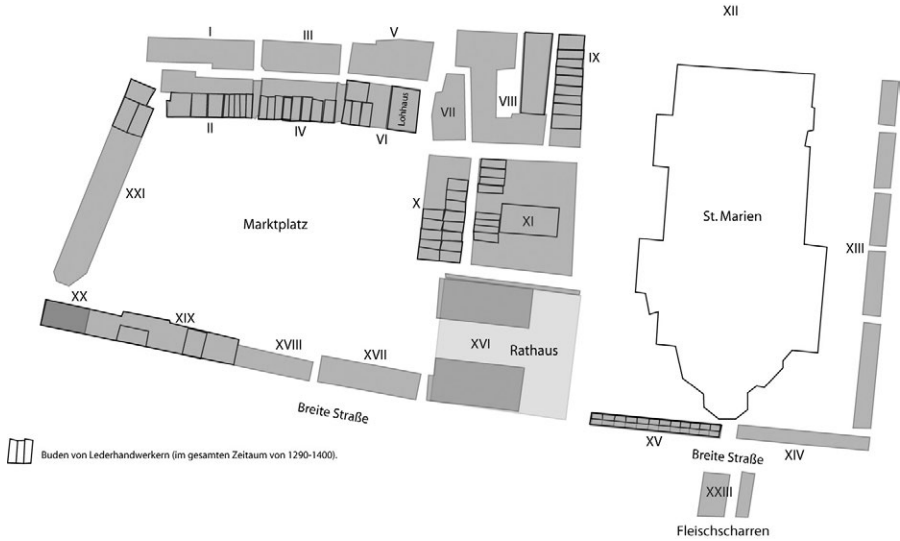 XII
I
III
V
IX
VII
VIII
Lohhaus
II
IV
VI
XXI
X
XI
Marktplatz
St. Marien
XIII
XX
XIX
XVIII
XVII
XVI
Rathaus
Breite Straße
XV
Breite Straße
XIV
Buden von Lederhandwerkern (im gesamten Zeitaum von 1290-1400).
XXIII
Fleischscharren